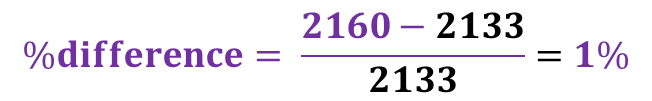 %difference = 2160 − 2133 / 2133 = 1%